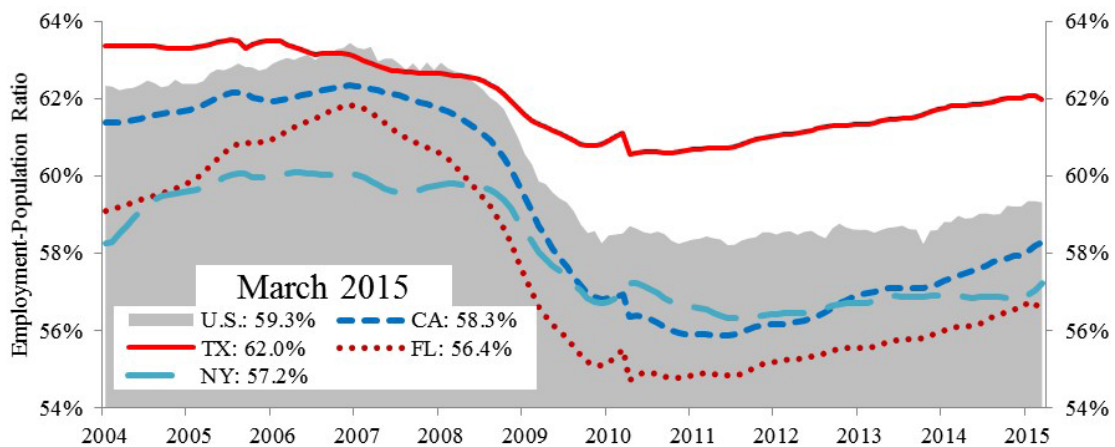 64%
62%
60%
58%
56%
54%
Employment-Population Ratio
64%
62%
60%
58%
56%
54%
March 2015
U.S.: 59.3% CA: 58.3%
TX: 62.0% FL: 56.4%
NY: 57.2%
2004 2005 2006 2007 2008 2009 2010 2011 2012 2013 2014 2015